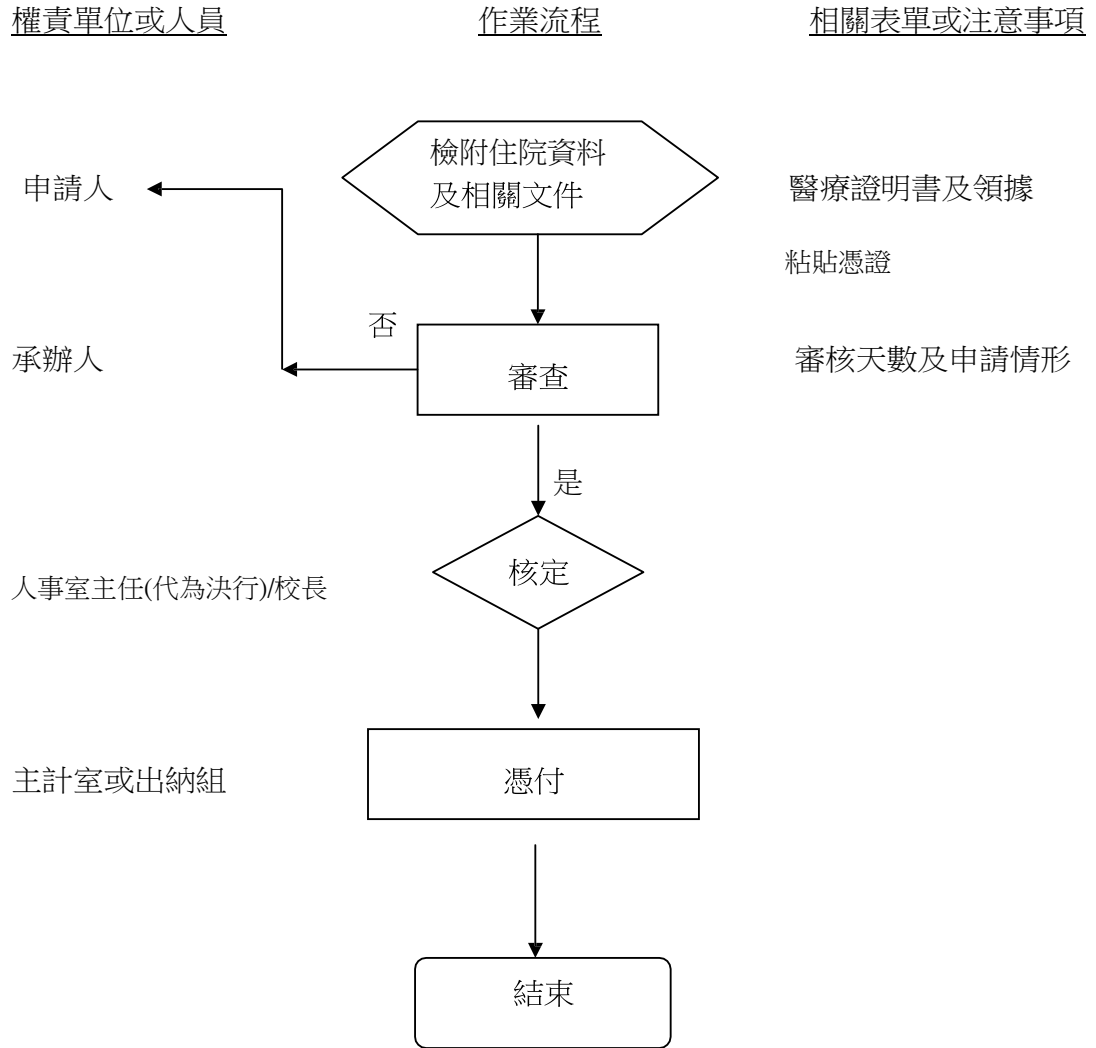 權責單位或人員 作業流程 相關表單或注意事項
檢附住院資料
及相關文件
申請人
醫療證明書及領據
粘貼憑證
否
承辦人
審查
審核天數及申請情形
是
核定
人事室主任(代為決行)/校長
主計室或出納組
憑付
結束